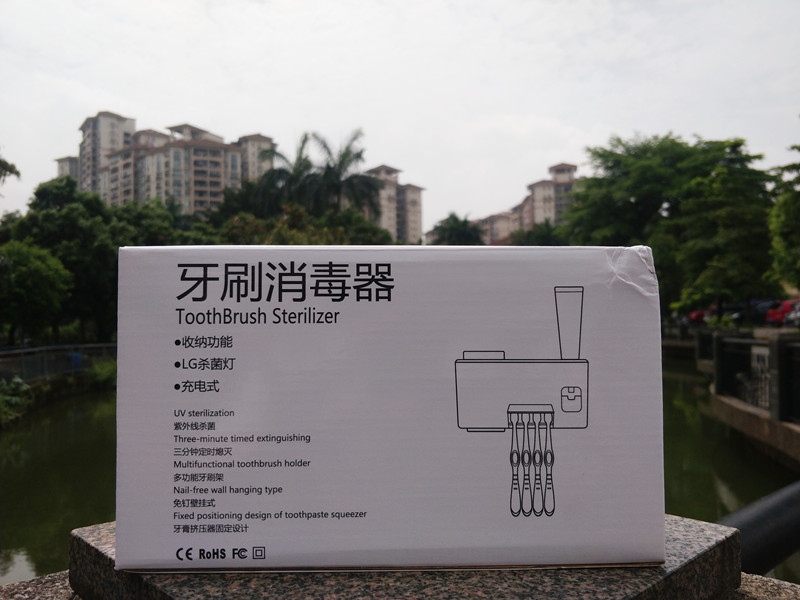 牙刷消毒器
ToothBrush Sterilizer
●收纳功能
●LG杀菌灯
●充电式
UV sterilization
紫外线杀菌
Three-minute timed extinguishing
三分钟定时熄灭
Multifunctional toothbrush holder
多功能牙刷架
Nail-free wall hanging type
免钉壁挂式
Fixed positioning design of toothpaste squeezer
牙膏挤压器固定设计
CE RoHS FC